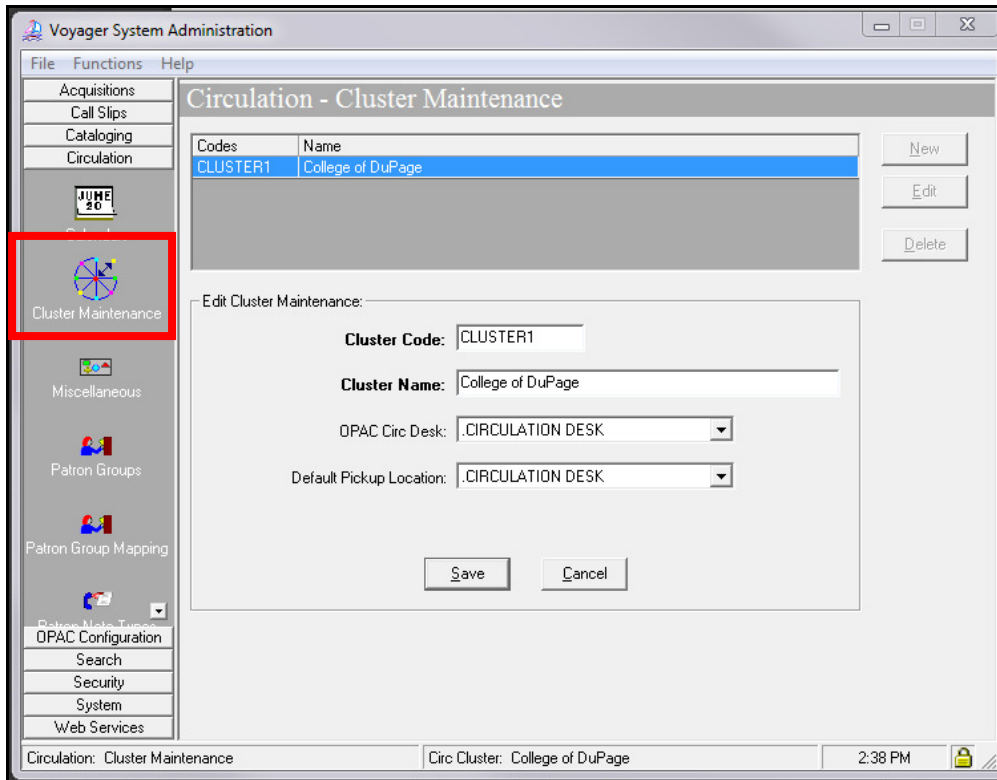 Voyager System Administration
File Functions Help
Acquisitions
Call Slips
Cataloging
Circulation
JUNE
20
Cluster Maintenance
Miscellaneous
Patron Groups
Patron Group Mapping
Patron Note Types
OPAC Configuration
Search
Security
System
Web Services
Circulation - Cluster Maintenance
Codes Name
CLUSTER1 College of DuPage
New
Edit
Delete
Edit Cluster Maintenance:
Cluster Code: CLUSTER1
Cluster Name: College of DuPage
OPAC Circ Desk: .CIRCULATION DESK
Default Pickup Location: .CIRCULATION DESK
Save Cancel
Circulation: Cluster Maintenance Circ Cluster: College of DuPage 2:38 PM